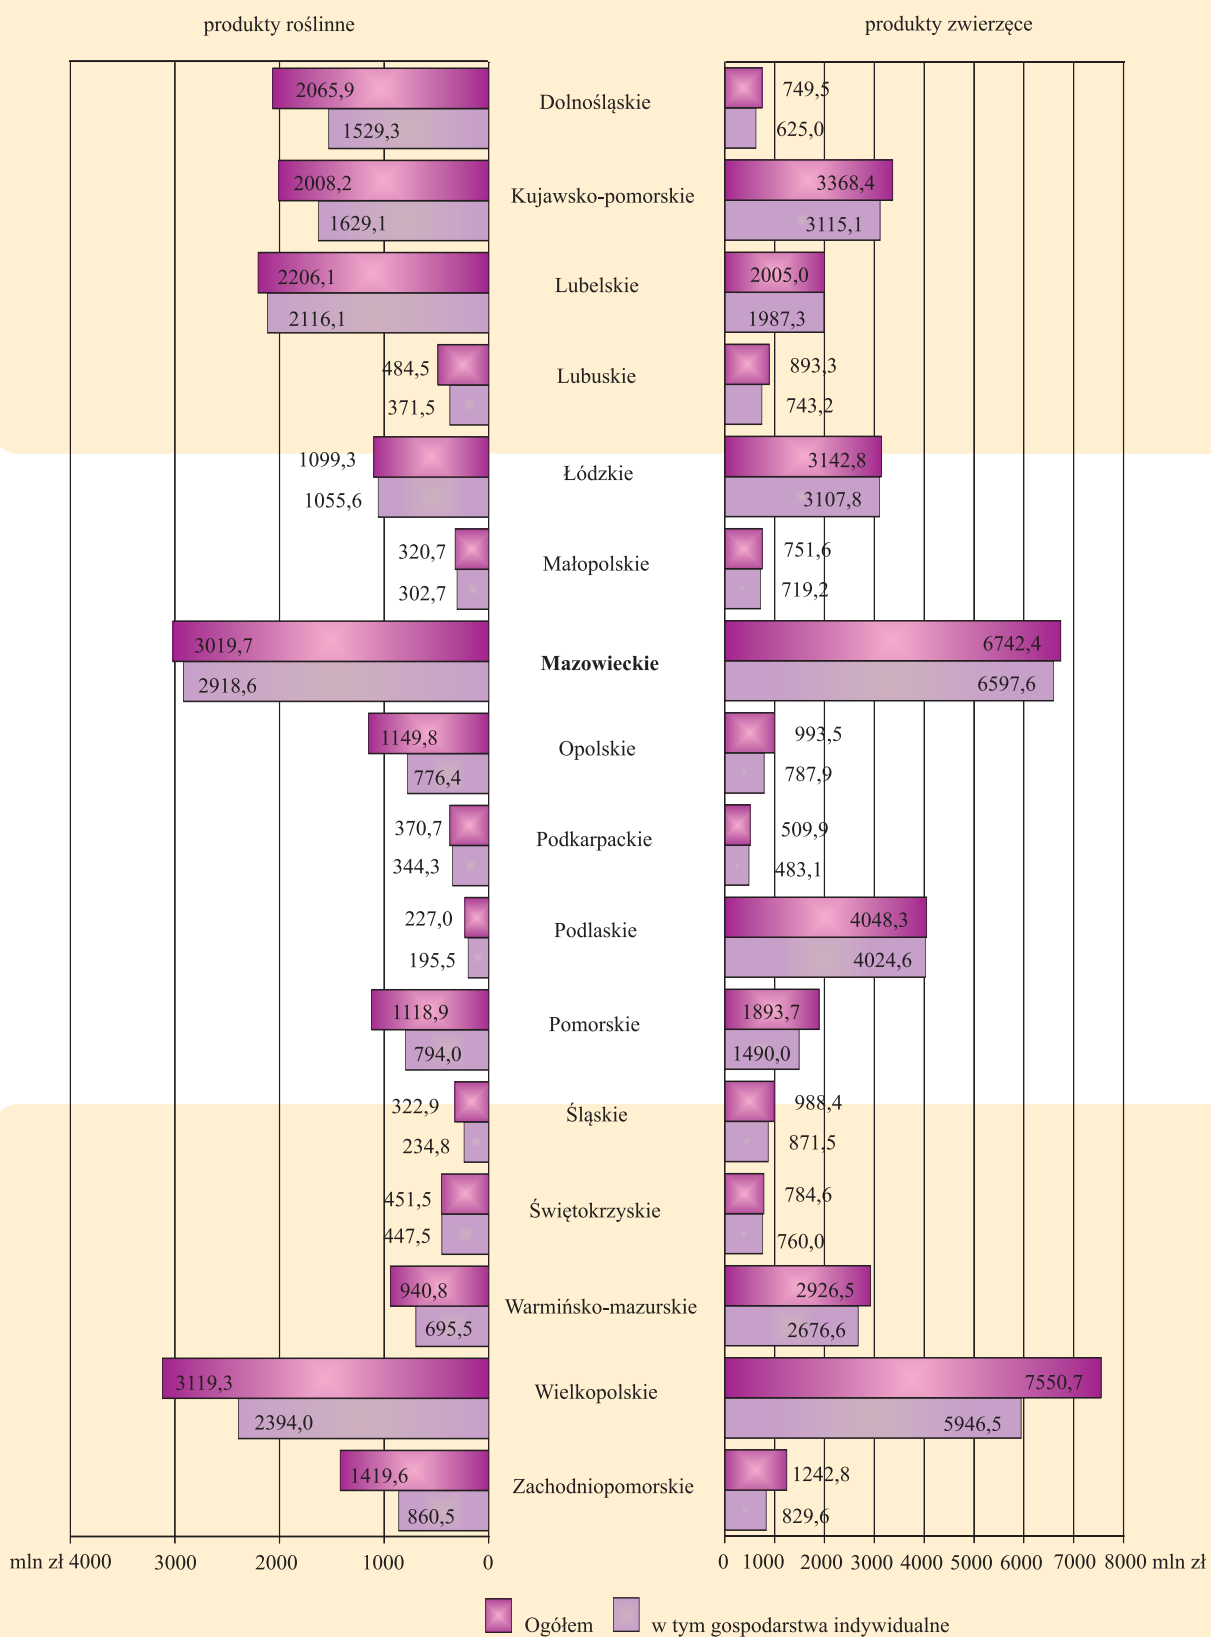 produkty roślinne
produkty zwierzęce
2065,9
Dolnośląskie
749,5
1529,3
625,0
2008,2
Kujawsko-pomorskie
3368,4
1629,1
3115,1
2206,1
Lubelskie
2005,0
2116,1
1987,3
484,5
Lubuskie
893,3
371,5
743,2
1099,3
Łódzkie
3142,8
1055,6
3107,8
320,7
Małopolskie
751,6
302,7
719,2
3019,7
Mazowieckie
6742,4
2918,6
6597,6
1149,8
Opolskie
993,5
776,4
787,9
370,7
Podkarpackie
509,9
344,3
483,1
227,0
Podlaskie
4048,3
195,5
4024,6
1118,9
Pomorskie
1893,7
794,0
1490,0
322,9
Śląskie
988,4
234,8
871,5
451,5
Świętokrzyskie
784,6
447,5
760,0
940,8
Warmińsko-mazurskie
2926,5
695,5
2676,6
3119,3
Wielkopolskie
7550,7
2394,0
5946,5
1419,6
Zachodniopomorskie
1242,8
860,5
829,6
mln zł 4000 3000 2000 1000 0
0 1000 2000 3000 4000 5000 6000 7000 8000 mln zł
Ogółem
w tym gospodarstwa indywidualne